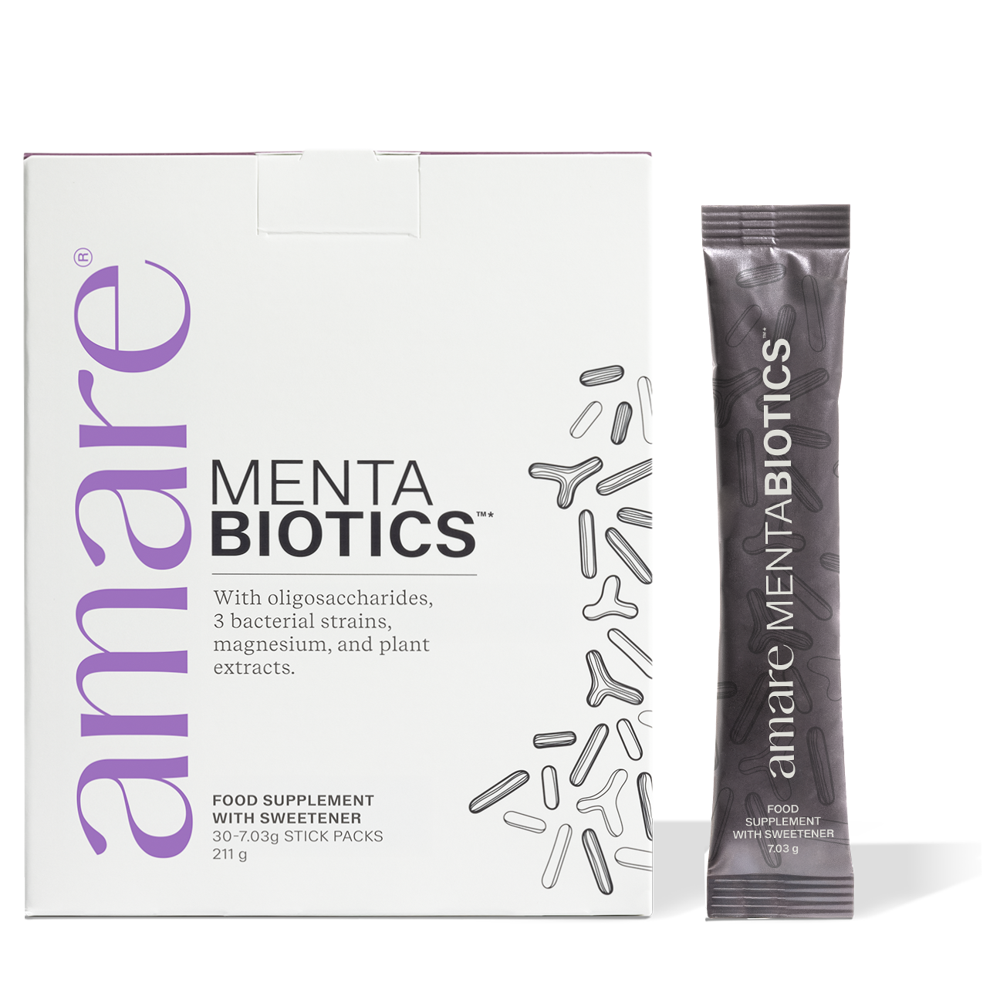 amare®
MENTA
BIOTICS™*
With oligosaccharides,
3 bacterial strains,
magnesium, and plant
extracts.
FOOD SUPPLEMENT
WITH SWEETENER
30-7.03g STICK PACKS
211 g
amare MENTABIOTICS™*
FOOD
SUPPLEMENT
WITH SWEETENER
7.03 g